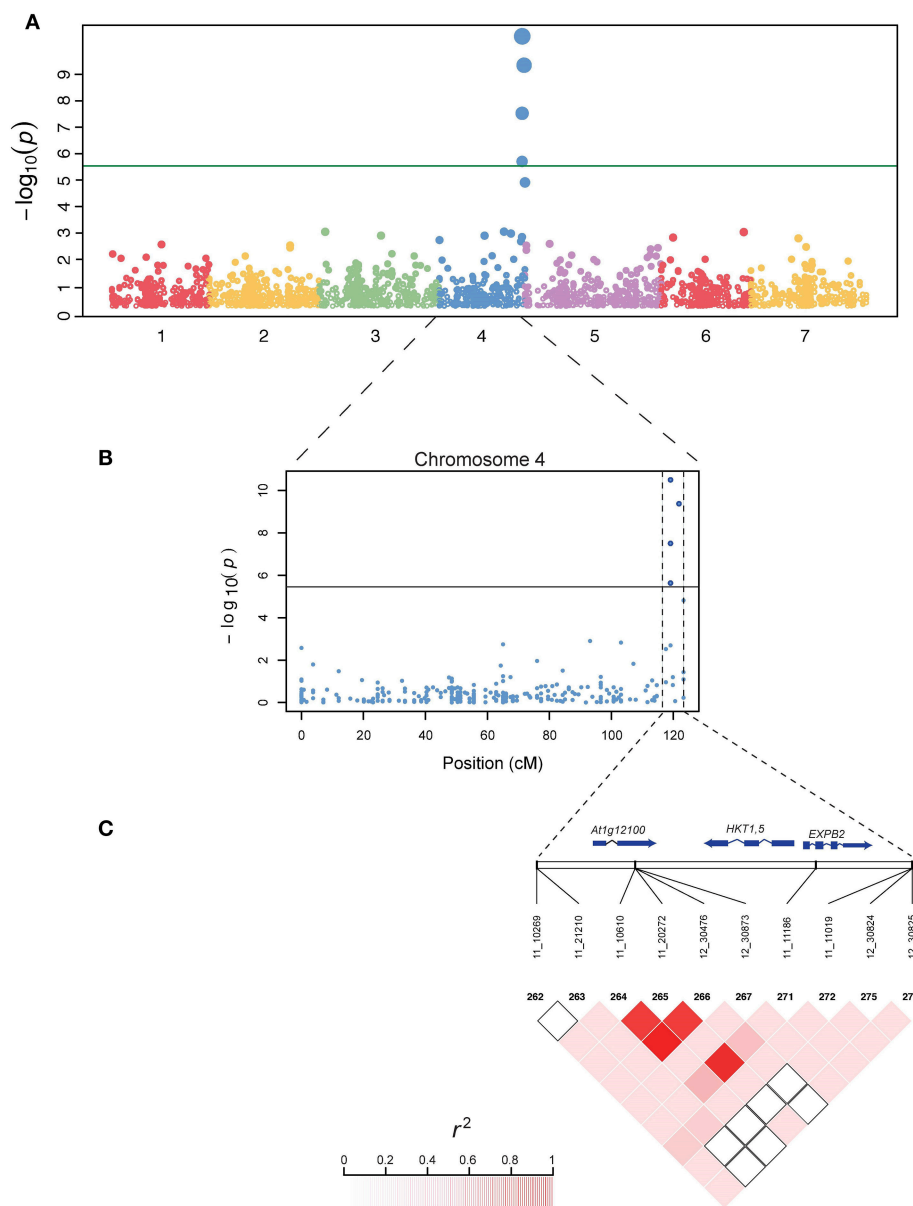 A
− log10(p)
9
8
7
6
5
4
3
2
1
0
1 2 3 4 5 6 7
B
Chromosome 4
− log10(p)
10
8
6
4
2
0
0 20 40 60 80 100 120
Position (cM)
C
At1g12100 HKT1,5 EXPB2
11_10269 11_21210 11_10610 11_20272 12_30476 12_30873 11_11186 11_11019 12_30824 12_30825
262 263 264 265 266 267 271 272 275 27
r2
0 0.2 0.4 0.6 0.8 1